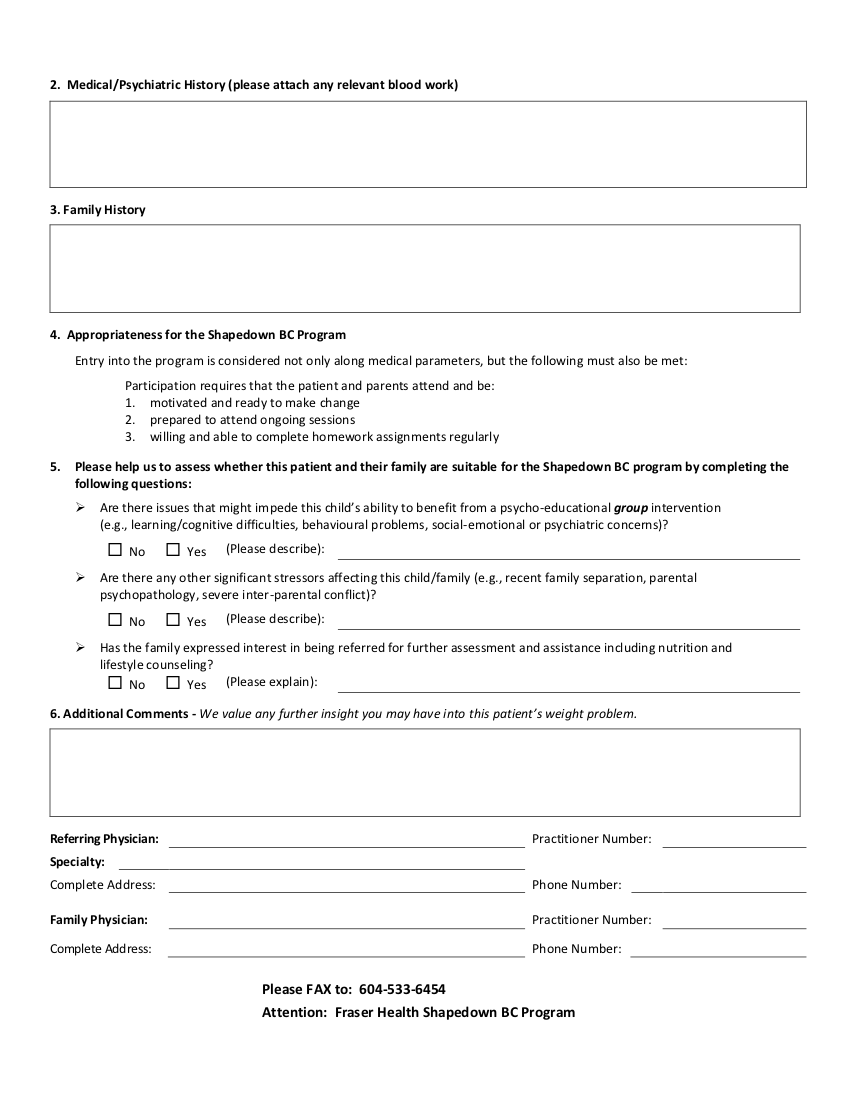 2. Medical/Psychiatric History (please attach any relevant blood work)
3. Family History
4. Appropriateness for the Shapedown BC Program
Entry into the program is considered not only along medical parameters, but the following must also be met:
Participation requires that the patient and parents attend and be:
1. motivated and ready to make change
2. prepared to attend ongoing sessions
3. willing and able to complete homework assignments regularly
5. Please help us to assess whether this patient and their family are suitable for the Shapedown BC program by completing the
following questions:
➢ Are there issues that might impede this child's ability to benefit from a psycho-educational group intervention
(e.g., learning/cognitive difficulties, behavioural problems, social-emotional or psychiatric concerns)?
☐ No ☐ Yes (Please describe):
➢ Are there any other significant stressors affecting this child/family (e.g., recent family separation, parental
psychopathology, severe inter-parental conflict)?
☐ No ☐ Yes (Please describe):
➢ Has the family expressed interest in being referred for further assessment and assistance including nutrition and
lifestyle counseling?
☐ No ☐ Yes (Please explain):
6. Additional Comments - We value any further insight you may have into this patient's weight problem.
Referring Physician: Practitioner Number:
Specialty:
Complete Address: Phone Number:
Family Physician: Practitioner Number:
Complete Address: Phone Number:
Please FAX to: 604-533-6454
Attention: Fraser Health Shapedown BC Program